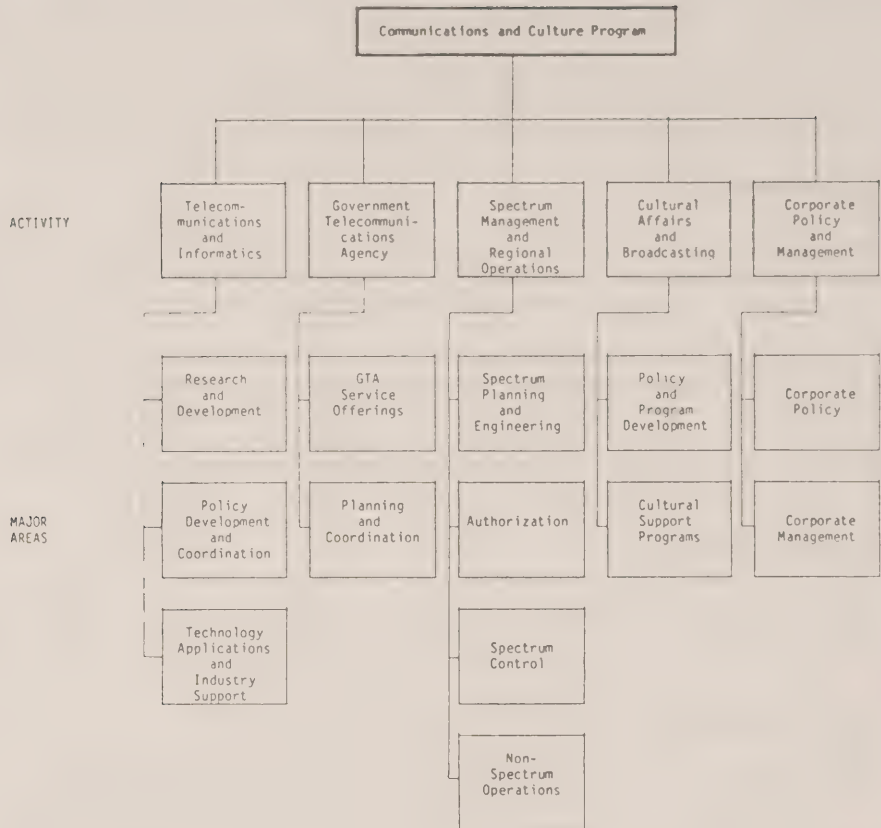 Communications and Culture Program
ACTIVITY
Telecom-
munications
and
Informatics
Government
Telecommuni-
cations
Agency
Spectrum
Management
and
Regional
Operations
Cultural
Affairs
and
Broadcasting
Corporate
Policy
and
Management
MAJOR
AREAS
Research
and
Development
GTA
Service
Offerings
Spectrum
Planning
and
Engineering
Policy
and
Program
Development
Corporate
Policy
Policy
Development
and
Coordination
Planning
and
Coordination
Authorization
Cultural
Support
Programs
Corporate
Management
Technology
Applications
and
Industry
Support
Spectrum
Control
Non-
Spectrum
Operations